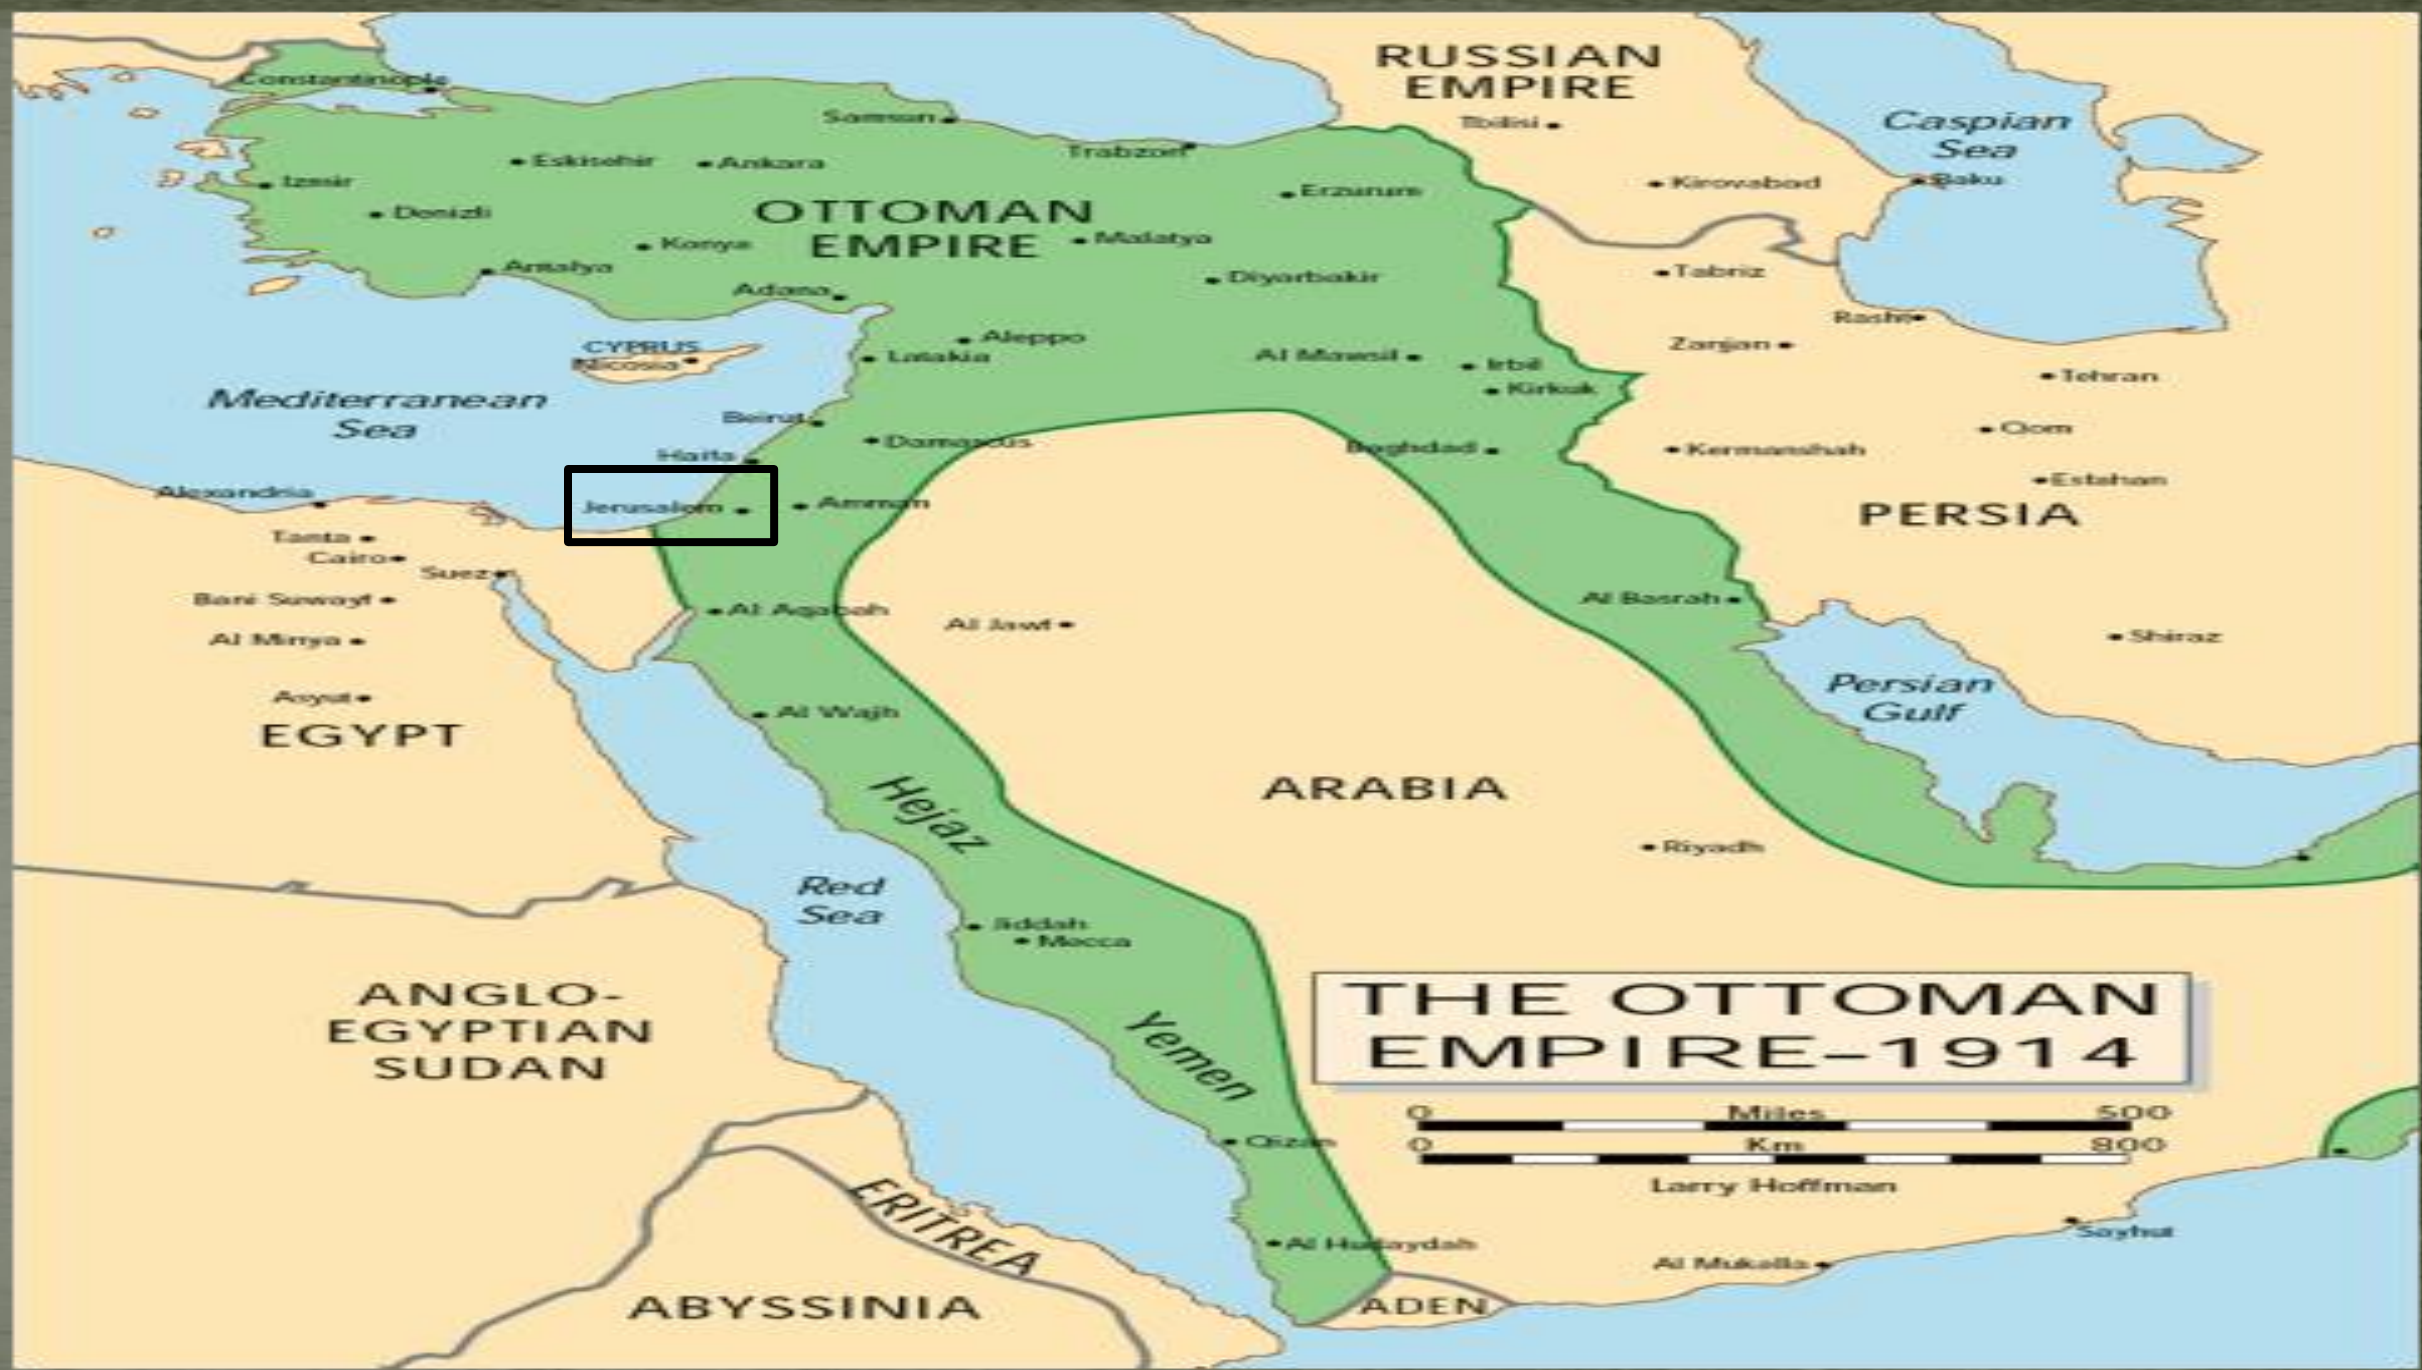 RUSSIAN
EMPIRE
Constantinople
Samsun
Tbilisi
Caspian
Sea
Trabzon
Eskisehir
Ankara
Izmir
Erzurum
Kirovabad
Baku
Denizli
OTTOMAN
EMPIRE
Konya
Malatya
Antalya
Diyarbakir
Tabriz
Adana
Rasht
Aleppo
Zanjan
CYPRUS
Nicosia
Latakia
Al Mawsil
Irbil
Tehran
Kirkuk
Mediterranean
Sea
Beirut
Damascus
Baghdad
Qom
Kermanshah
Haifa
Esfahan
Alexandria
Jerusalem
Amman
PERSIA
Tanta
Cairo
Suez
Bani Suwayf
Al Aqabah
Al Basrah
Al Minya
Al Jawf
Shiraz
Asyut
EGYPT
Al Wajh
Persian
Gulf
Hejaz
ARABIA
Riyadh
Red
Sea
Jiddah
Mecca
ANGLO-
EGYPTIAN
SUDAN
Yemen
THE OTTOMAN
EMPIRE–1914
0 Miles 500
0 Km 800
Larry Hoffman
Qizan
ERITREA
Al Hudaydah
Sayhut
Al Mukalla
ABYSSINIA
ADEN